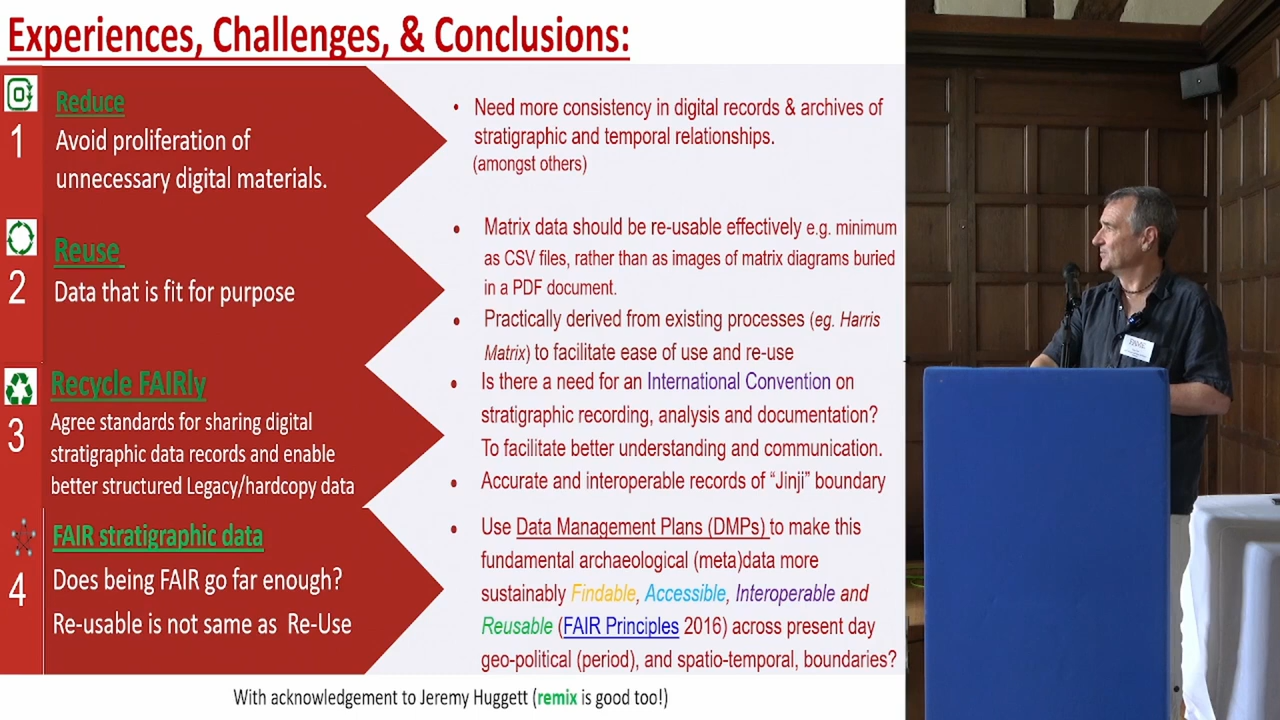 Experiences, Challenges, & Conclusions:
1
Reduce
Avoid proliferation of
unnecessary digital materials.
• Need more consistency in digital records & archives of
stratigraphic and temporal relationships.
(amongst others)
2
Reuse
Data that is fit for purpose
• Matrix data should be re-usable effectively e.g. minimum
as CSV files, rather than as images of matrix diagrams buried
in a PDF document.
• Practically derived from existing processes (eg. Harris
Matrix) to facilitate ease of use and re-use
3
Recycle FAIRly
Agree standards for sharing digital
stratigraphic data records and enable
better structured Legacy/hardcopy data
• Is there a need for an International Convention on
stratigraphic recording, analysis and documentation?
To facilitate better understanding and communication.
• Accurate and interoperable records of “Jinji” boundary
4
FAIR stratigraphic data
Does being FAIR go far enough?
Re-usable is not same as Re-Use
• Use Data Management Plans (DMPs) to make this
fundamental archaeological (meta)data more
sustainably Findable, Accessible, Interoperable and
Reusable (FAIR Principles 2016) across present day
geo-political (period), and spatio-temporal, boundaries?
With acknowledgement to Jeremy Huggett (remix is good too!)